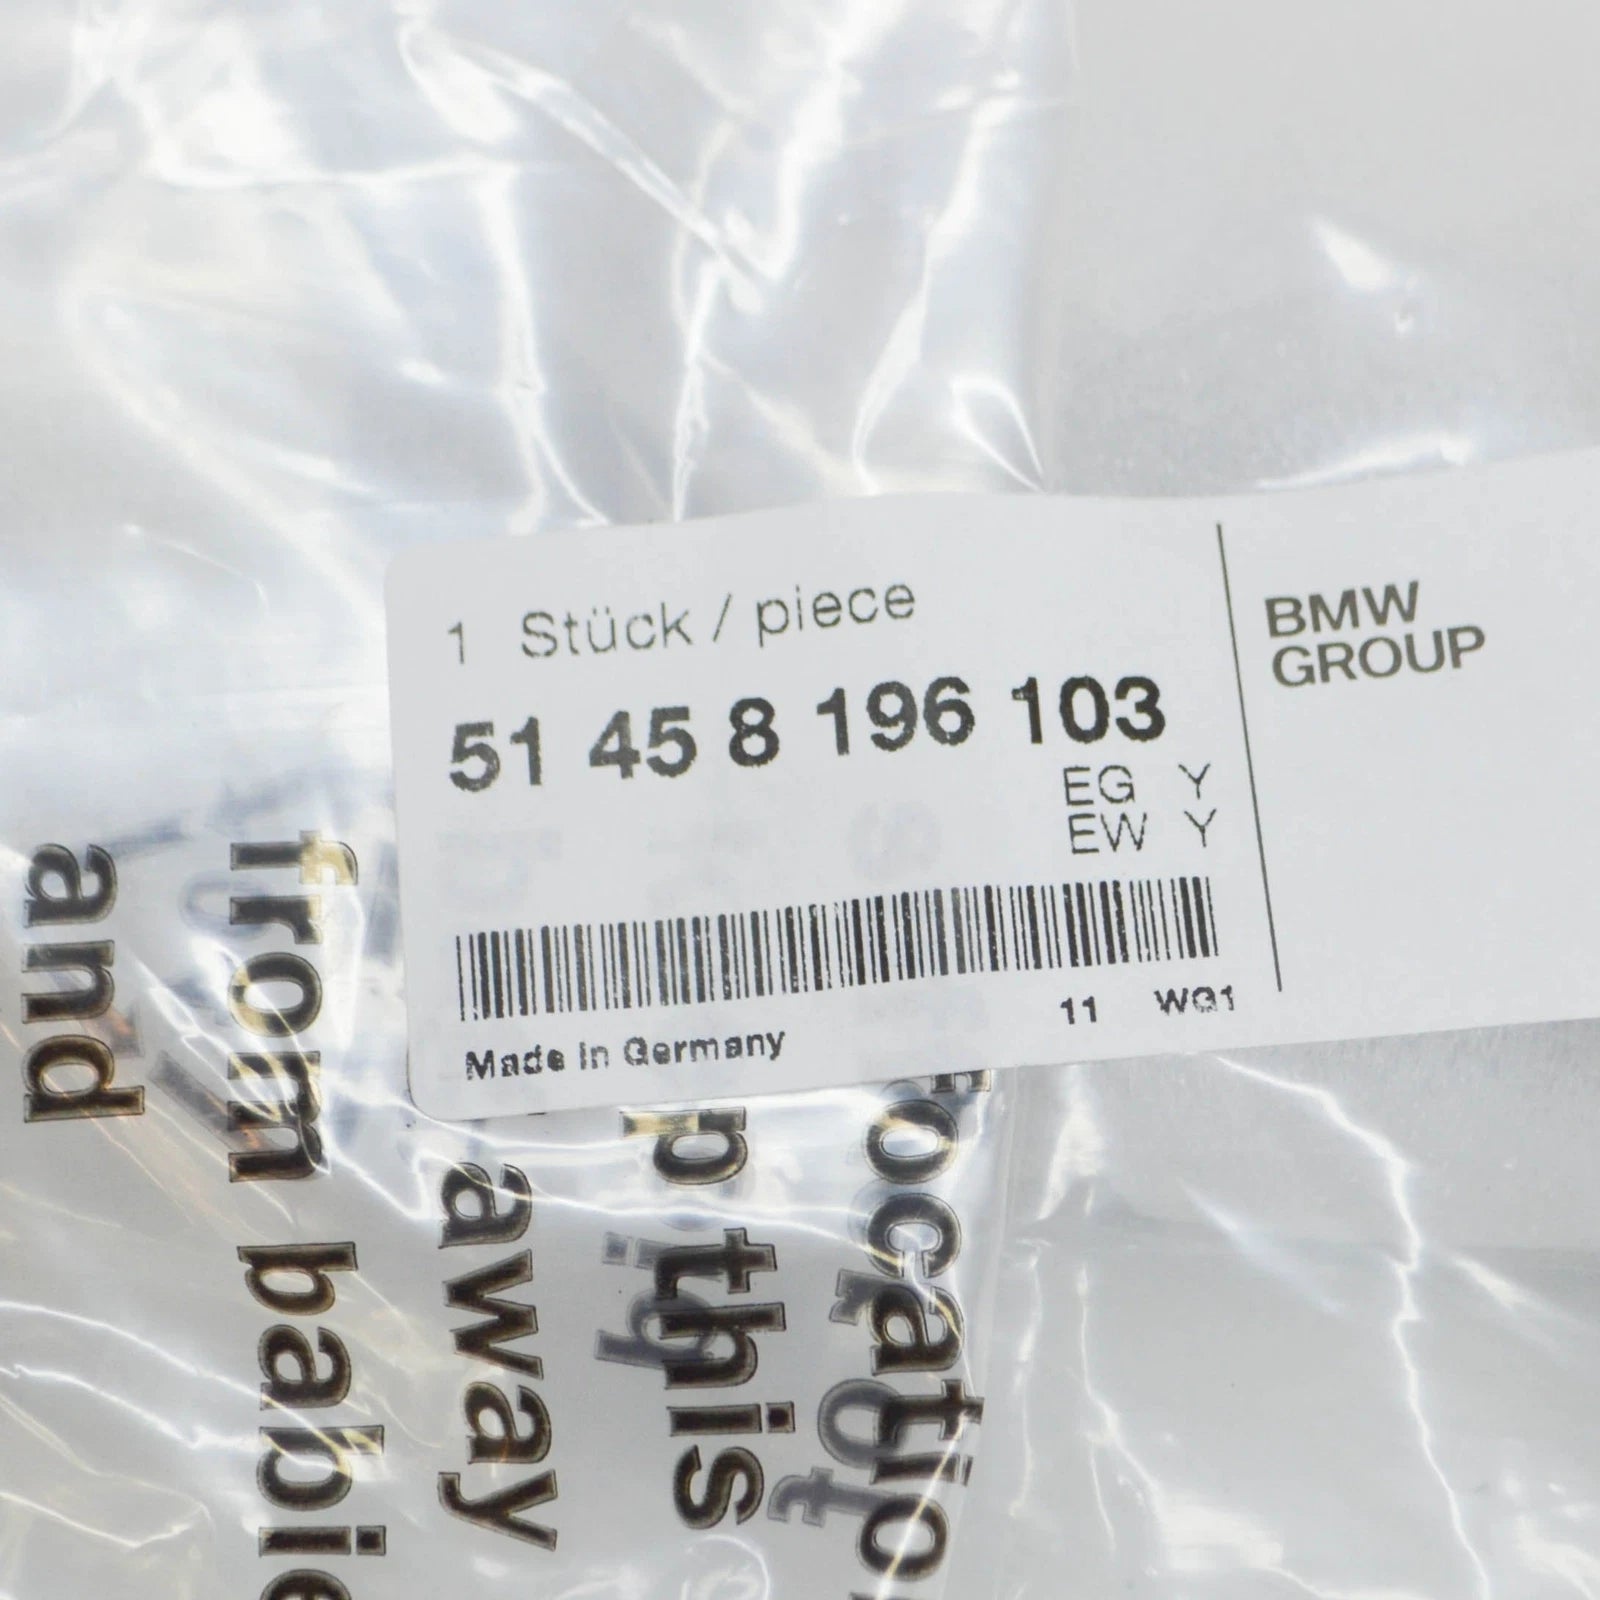 1 Stück / piece
51 45 8 196 103
EG Y
EW Y
11 WG1
Made in Germany
BMW
GROUP
focation
p this
away
from babie
and